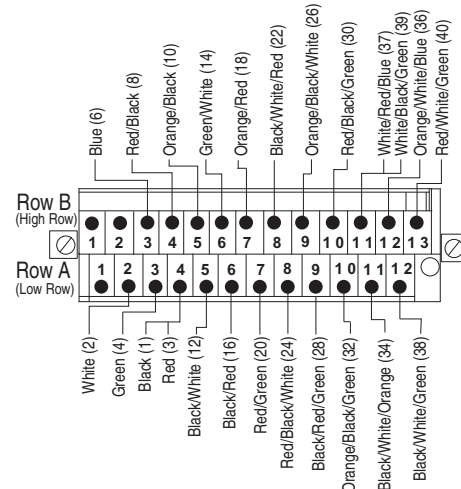 Blue (6)
Red/Black (8)
Orange/Black (10)
Green/White (14)
Orange/Red (18)
Black/White/Red (22)
Orange/Black/White (26)
Red/Black/Green (30)
White/Red/Blue (37)
White/Black/Green (39)
Orange/White/Blue (36)
Red/White/Green (40)
Row B
(High Row)
1 2 3 4 5 6 7 8 9 10 11 12 13
Row A
(Low Row)
1 2 3 4 5 6 7 8 9 10 11 12
White (2)
Green (4)
Black (1)
Red (3)
Black/White (12)
Black/Red (16)
Red/Green (20)
Red/Black/White (24)
Black/Red/Green (28)
Orange/Black/Green (32)
Black/White/Orange (34)
Black/White/Green (38)